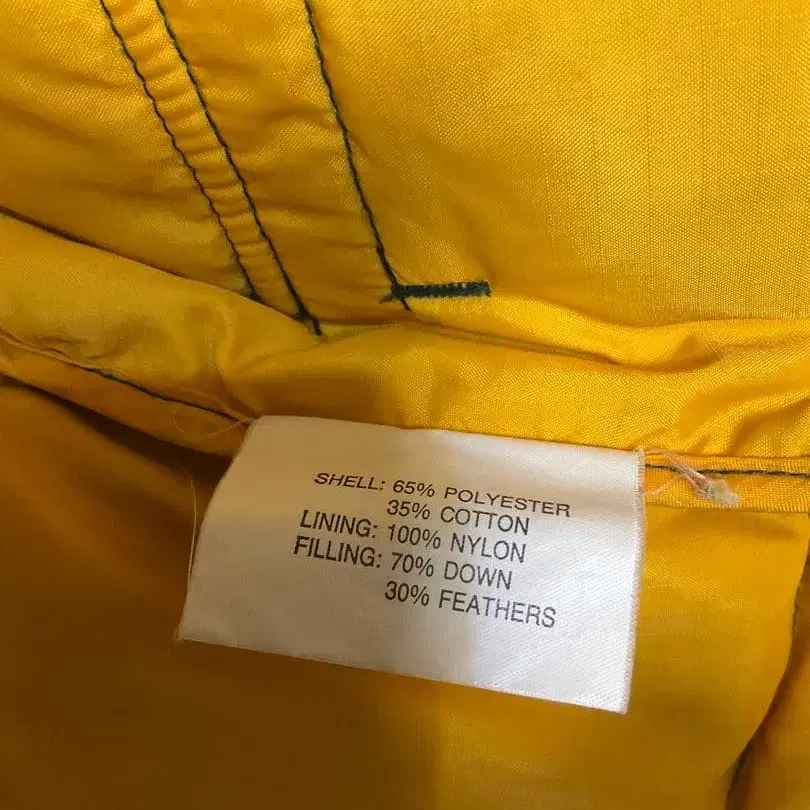 SHELL: 65% POLYESTER
35% COTTON
LINING: 100% NYLON
FILLING: 70% DOWN
30% FEATHERS